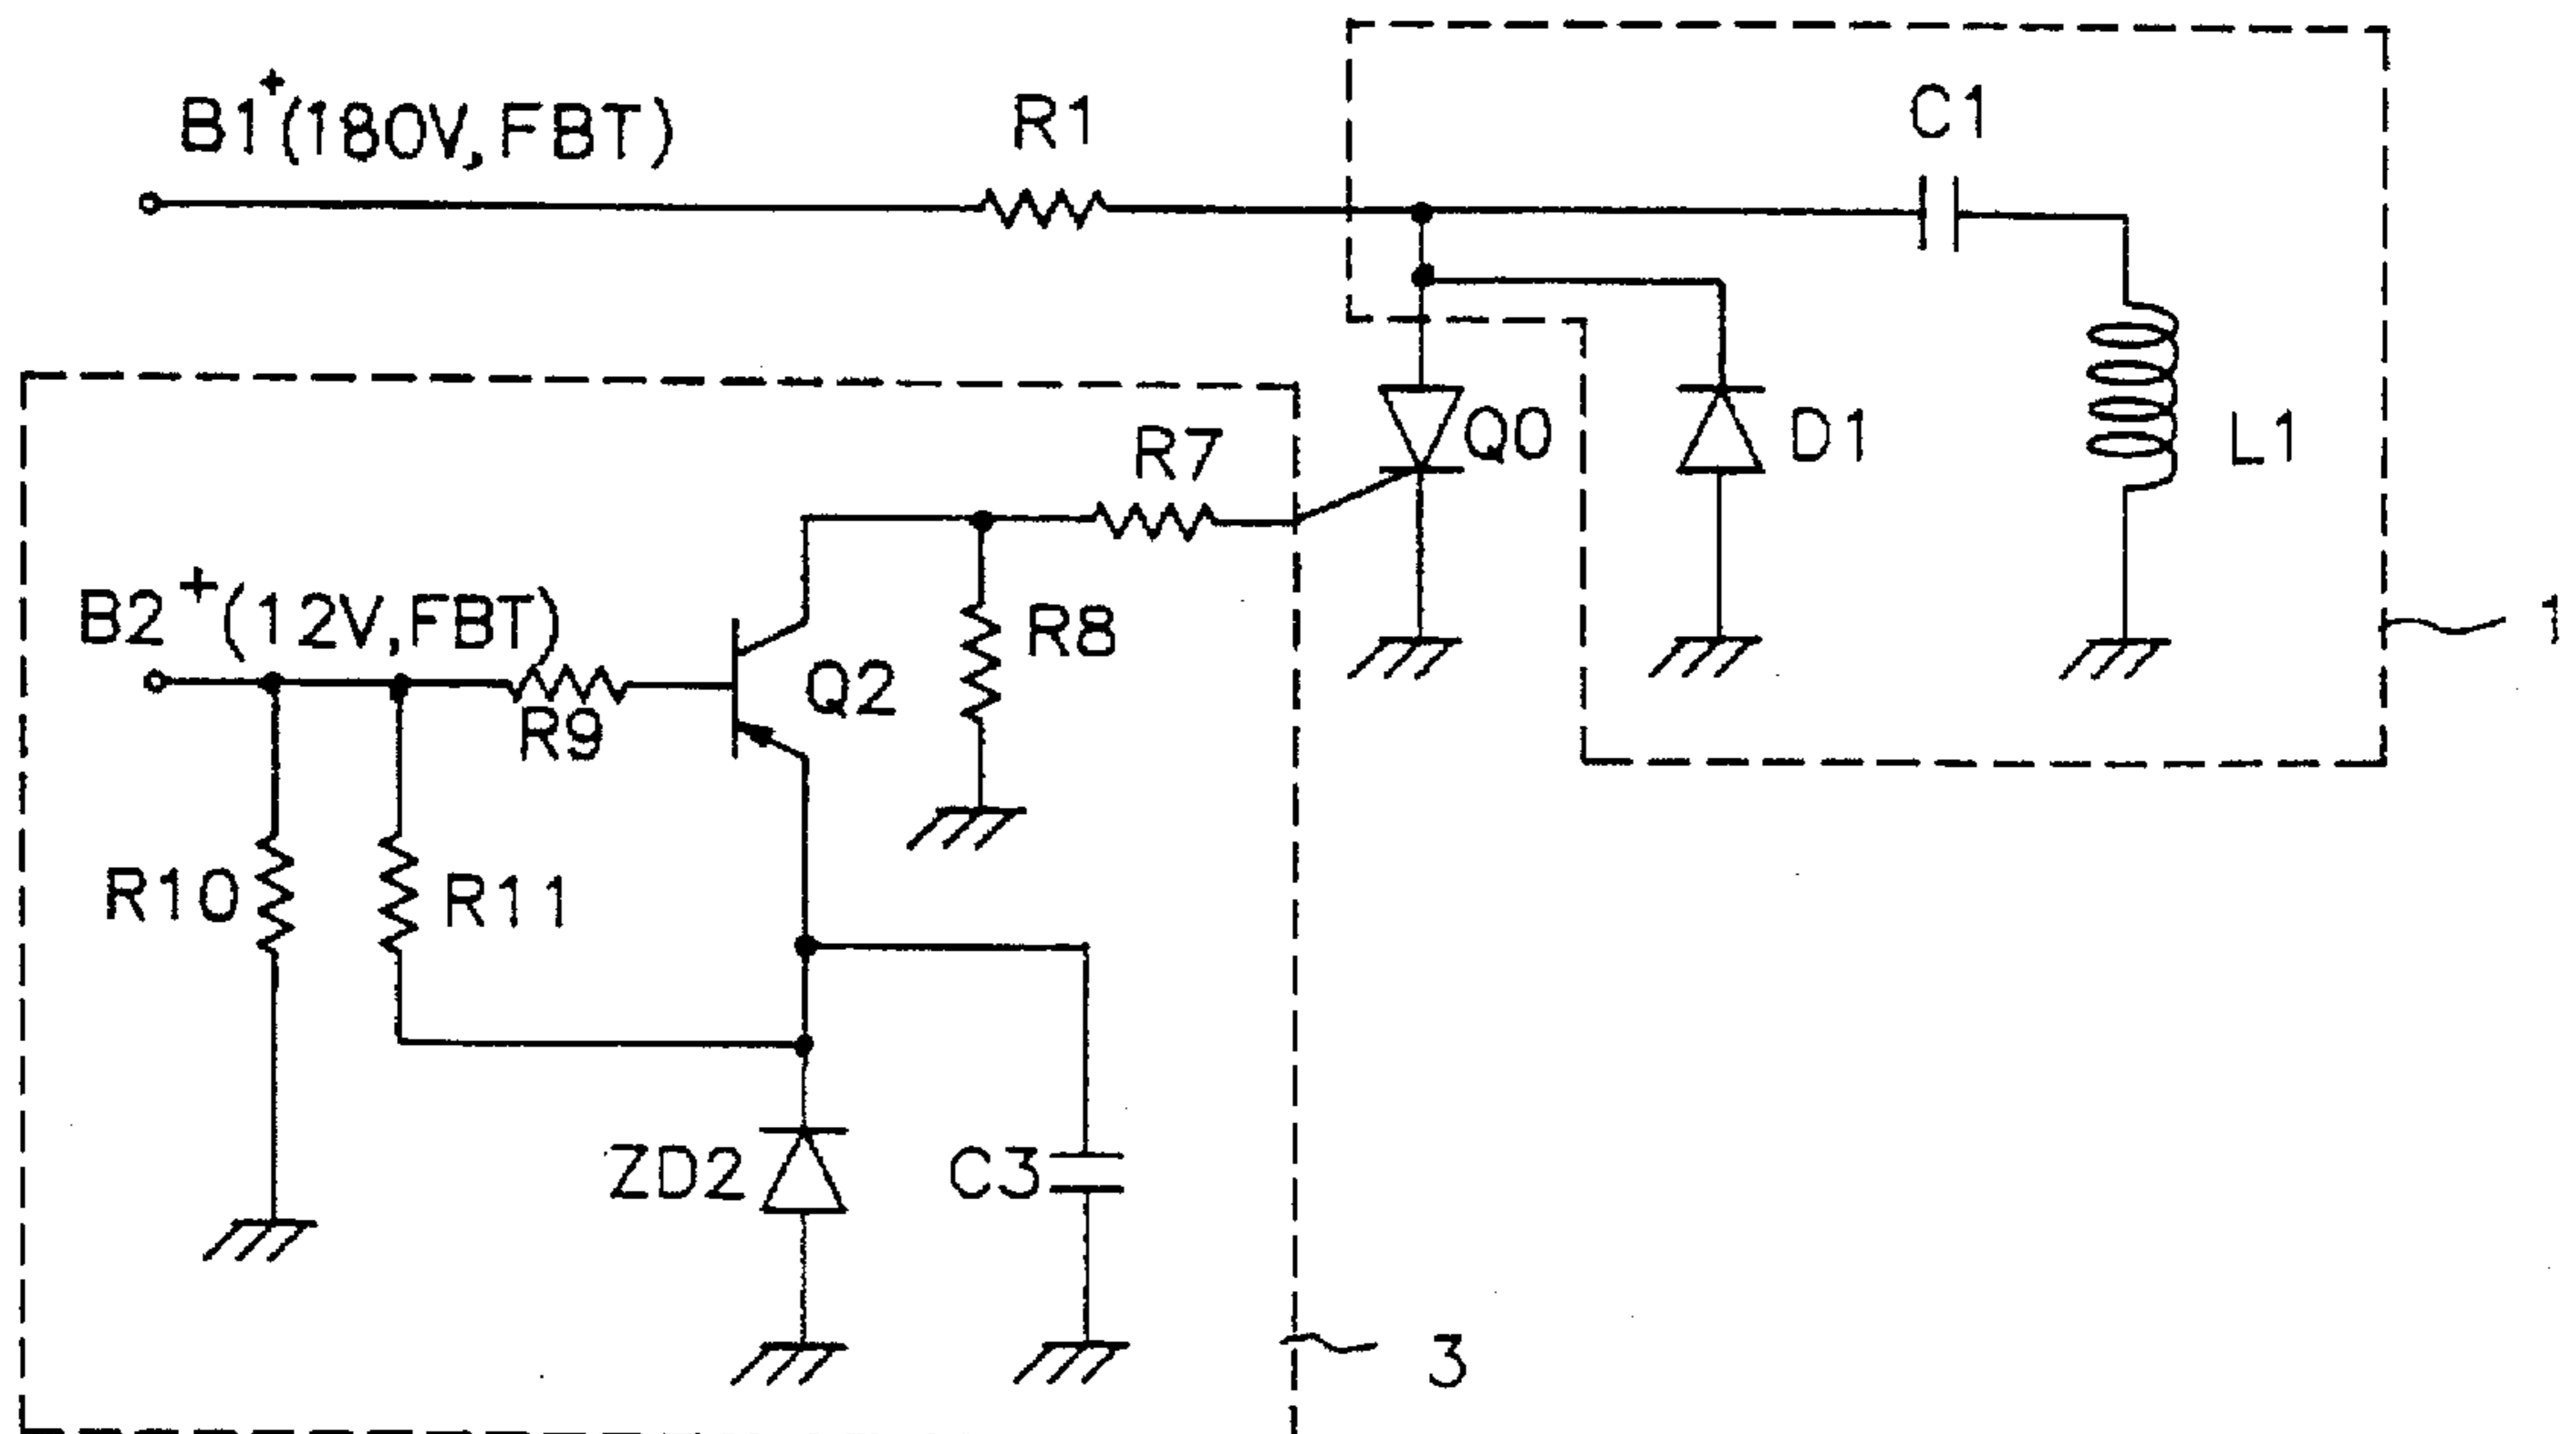 B1+(180V,FBT)
R1
C1
R7
Q0
D1
L1
B2+(12V,FBT)
R8
1
Q2
R9
R10
R11
ZD2
C3
3